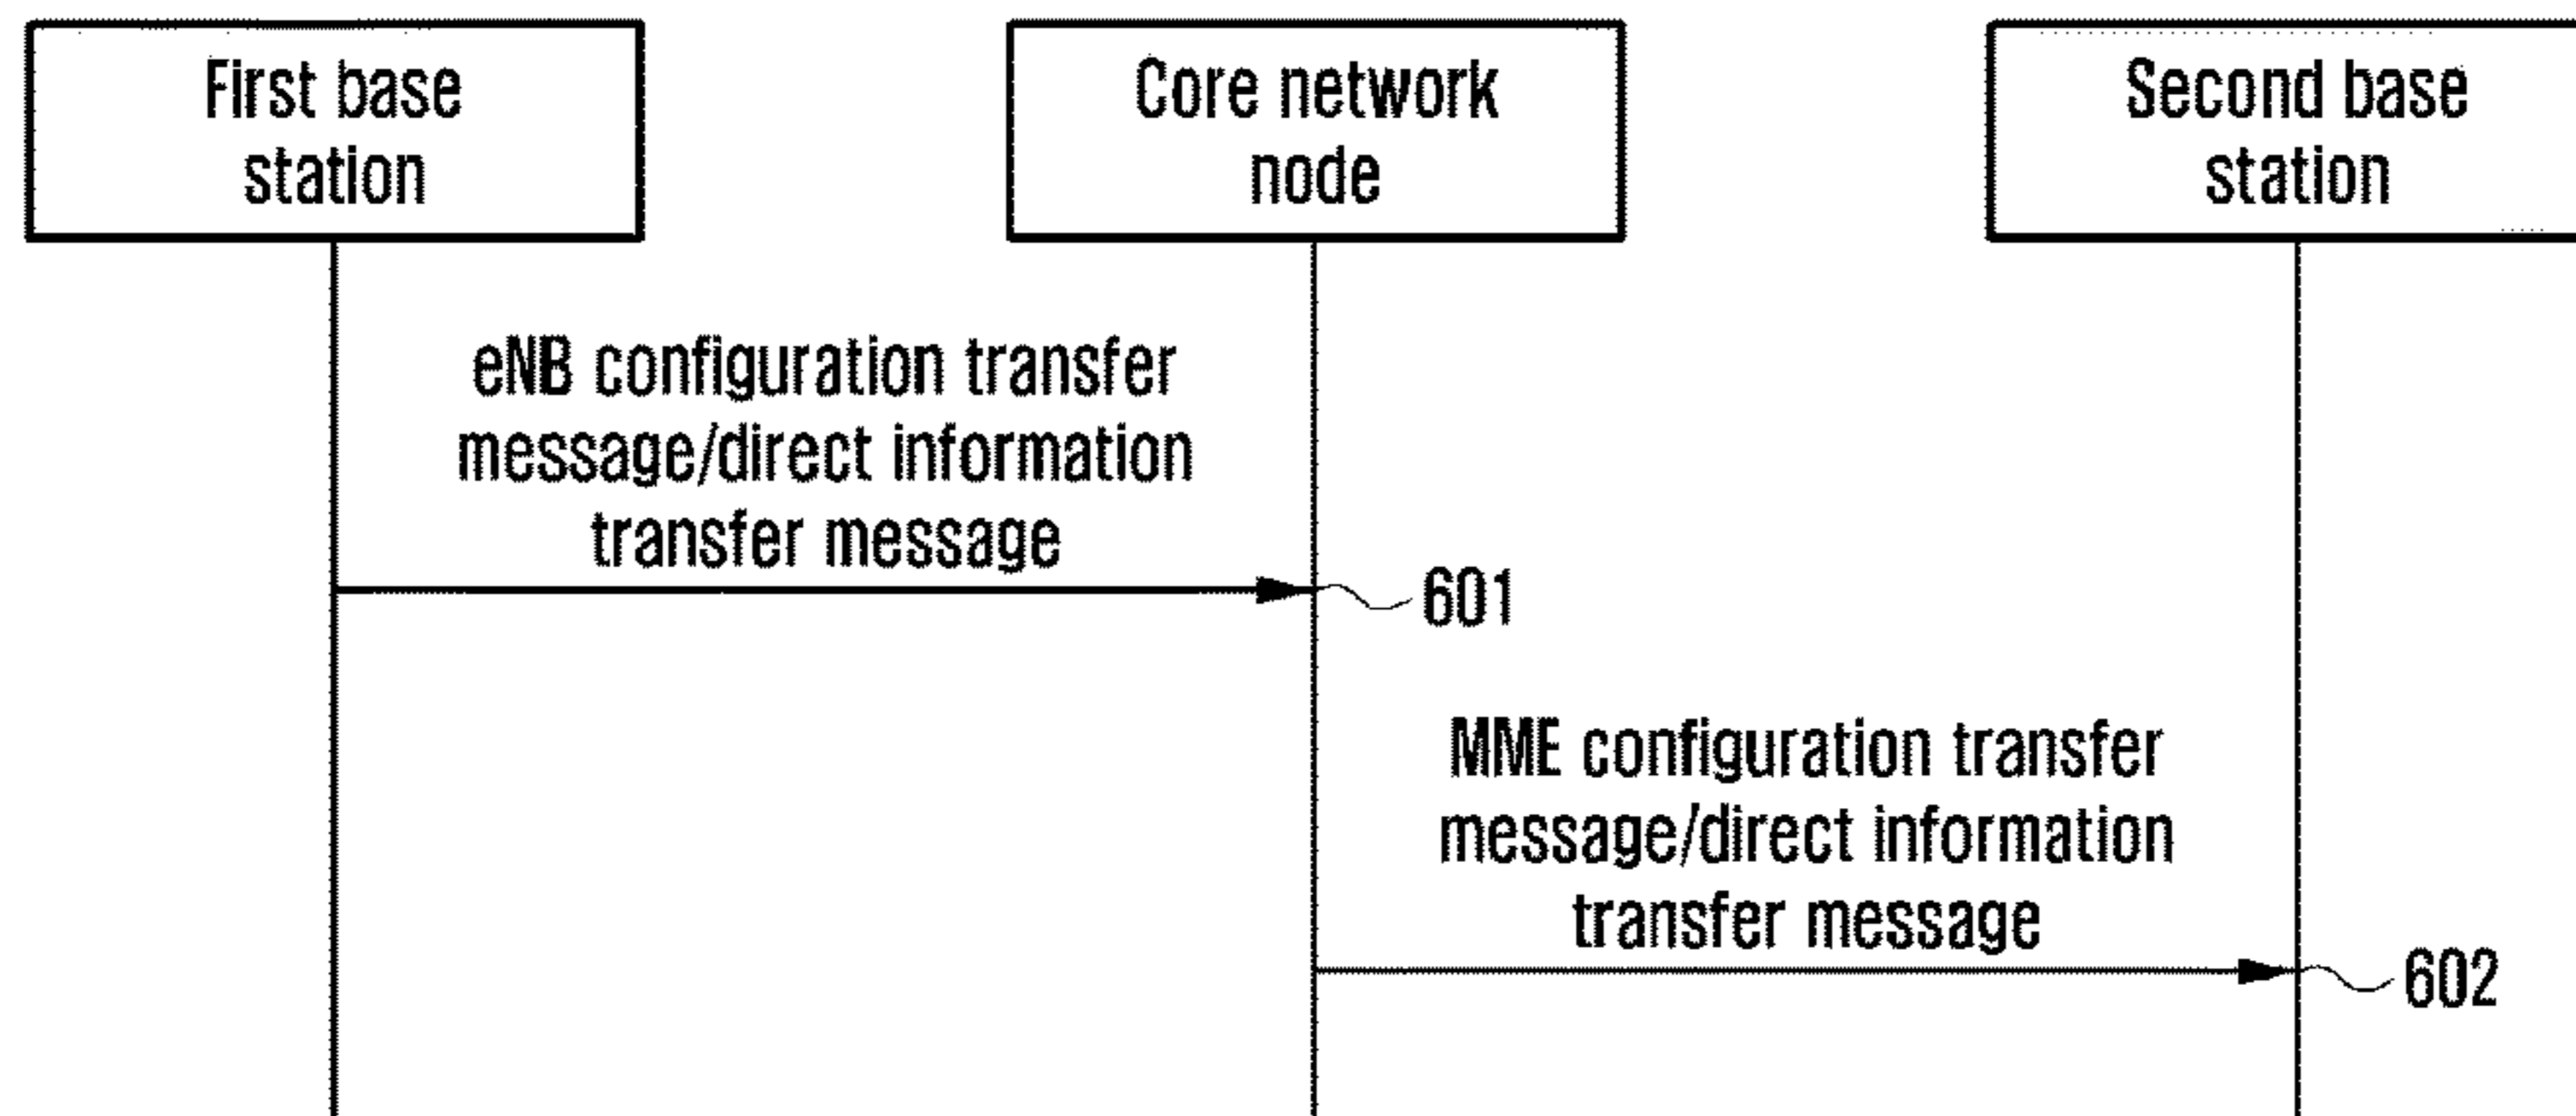 First base
station
Core network
node
Second base
station
eNB configuration transfer
message/direct information
transfer message
601
MME configuration transfer
message/direct information
transfer message
602